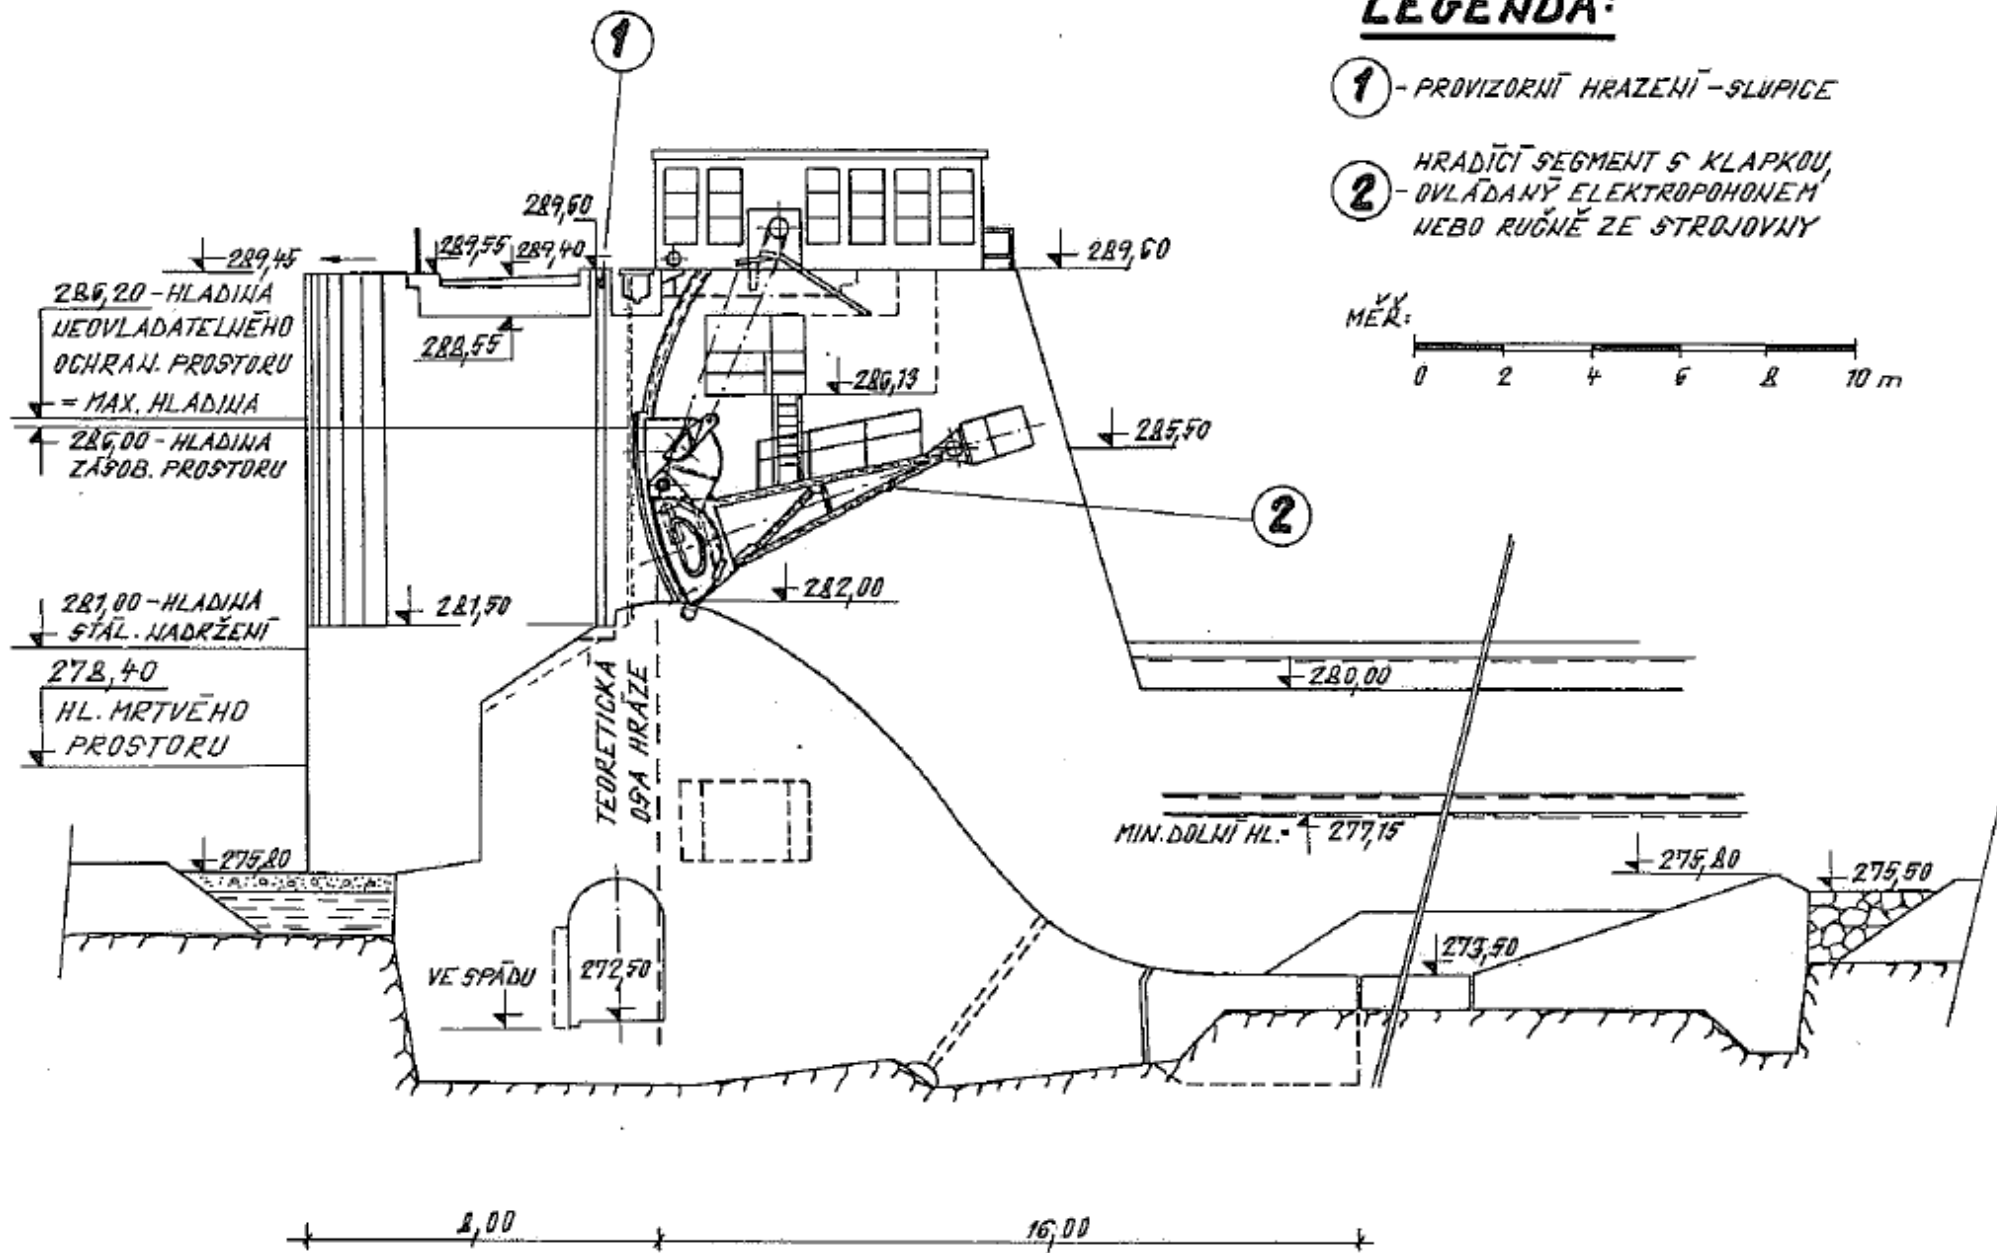 LEGENDA:
1
1 - PROVIZORNÍ HRAZENÍ - SLUPICE
2 - HRADÍCÍ SEGMENT S KLAPKOU,
OVLÁDANÝ ELEKTROPOHONEM
NEBO RUČNĚ ZE STROJOVNY
MĚŘ:
0 2 4 6 8 10 m
289,60
289,45
289,55
289,40
289,60
286,20 - HLADINA
NEOVLADATELNÉHO
OCHRAN. PROSTORU
= MAX. HLADINA
286,00 - HLADINA
ZÁSOB. PROSTORU
288,55
286,13
285,50
2
281,00 - HLADINA
STÁL. NADRŽENÍ
281,50
282,00
278,40
HL. MRTVÉHO
PROSTORU
TEORETICKÁ
OSA HRÁZE
280,00
MIN. DOLNÍ HL. = 277,15
275,80
275,80
275,50
VE SPÁDU
272,50
273,50
8,00
16,00